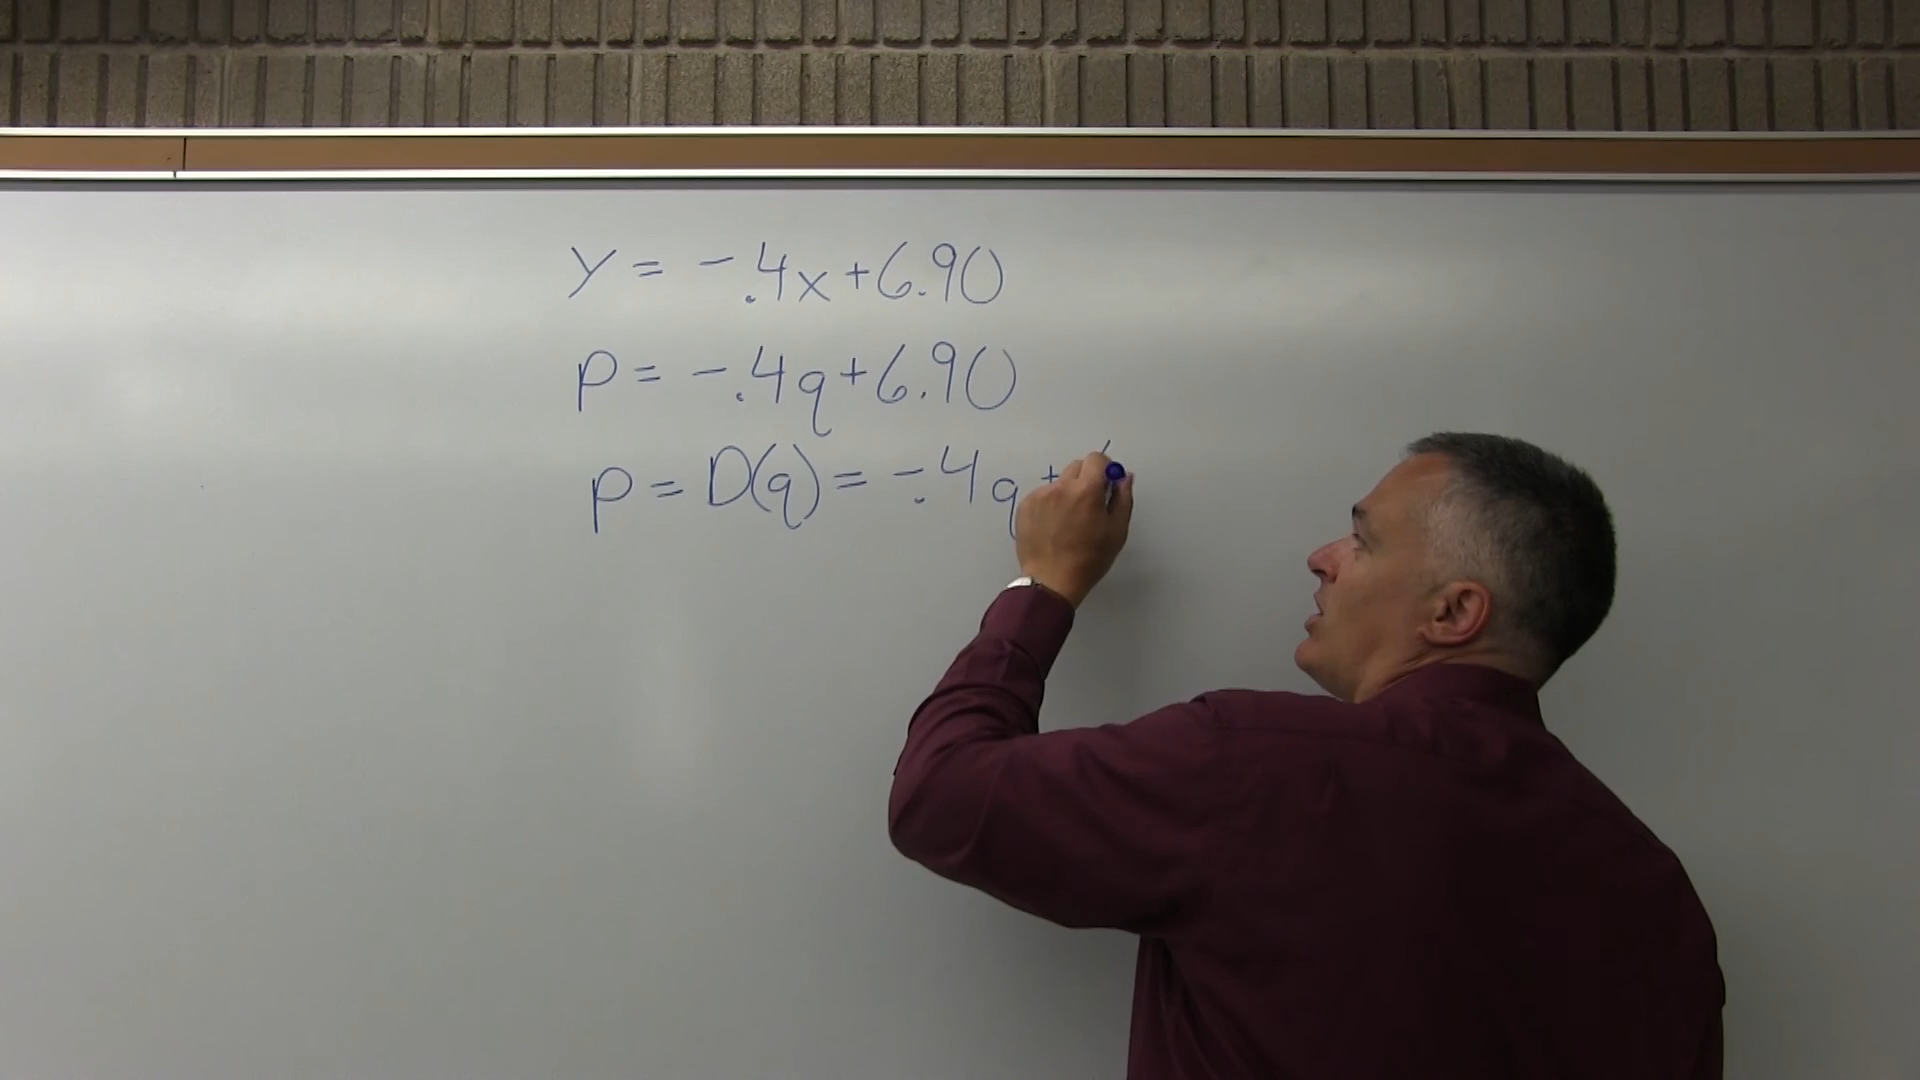 y = -.4x+6.90
p = -.4q+6.90
p = D(q) = -.4q+